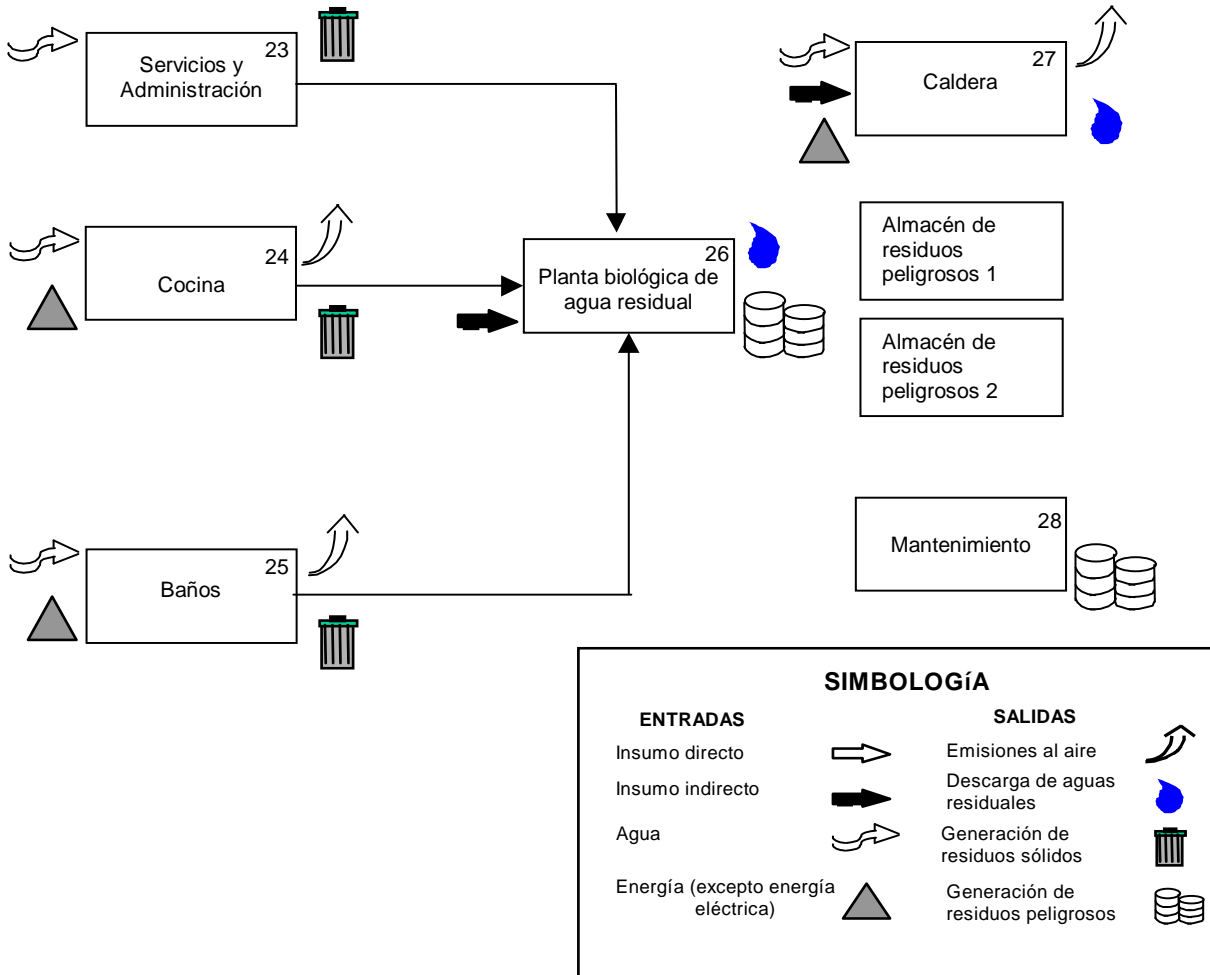 23
Servicios y
Administración
24
Cocina
25
Baños
26
Planta biológica de
agua residual
27
Caldera
Almacén de
residuos
peligrosos 1
Almacén de
residuos
peligrosos 2
28
Mantenimiento
SIMBOLOGíA
ENTRADAS
Insumo directo
Insumo indirecto
Agua
Energía (excepto energía
eléctrica)
SALIDAS
Emisiones al aire
Descarga de aguas
residuales
Generación de
residuos sólidos
Generación de
residuos peligrosos